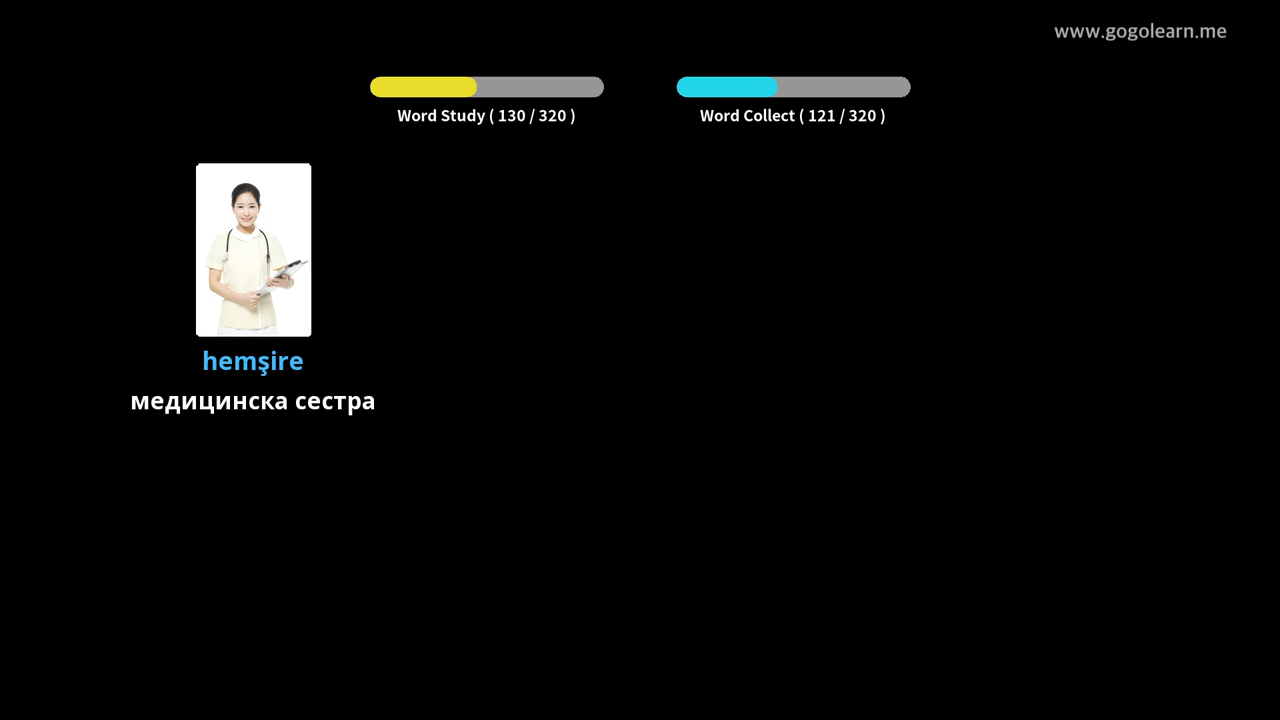 www.gogolearn.me
Word Study ( 130 / 320 )
Word Collect ( 121 / 320 )
hemşire
медицинска сестра